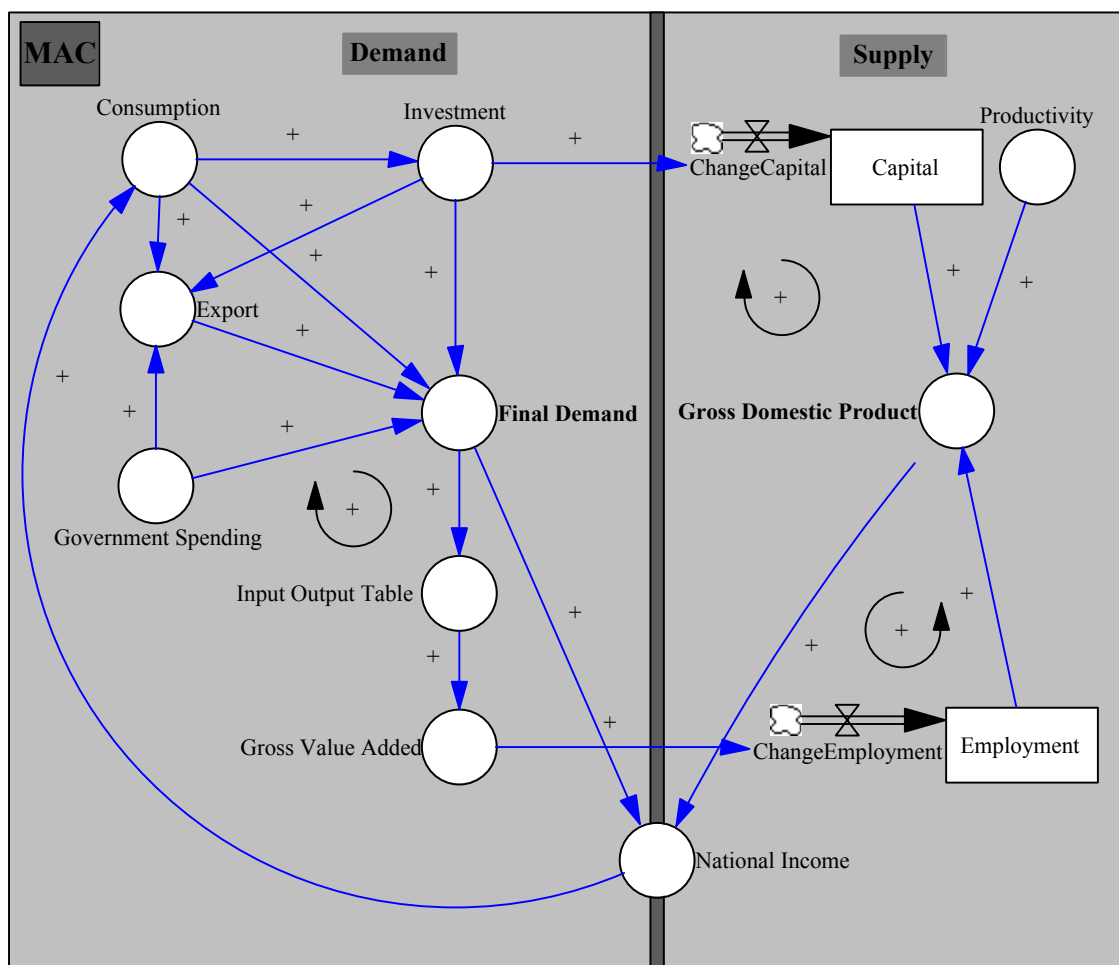 MAC
Demand
Supply
Consumption
Investment
Productivity
+
+
ChangeCapital
Capital
+
+
+
+
+
+
+
Export
+
+
+
+
Final Demand
Gross Domestic Product
+
+
+
Government Spending
Input Output Table
+
+
+
+
+
Gross Value Added
+
ChangeEmployment
Employment
National Income